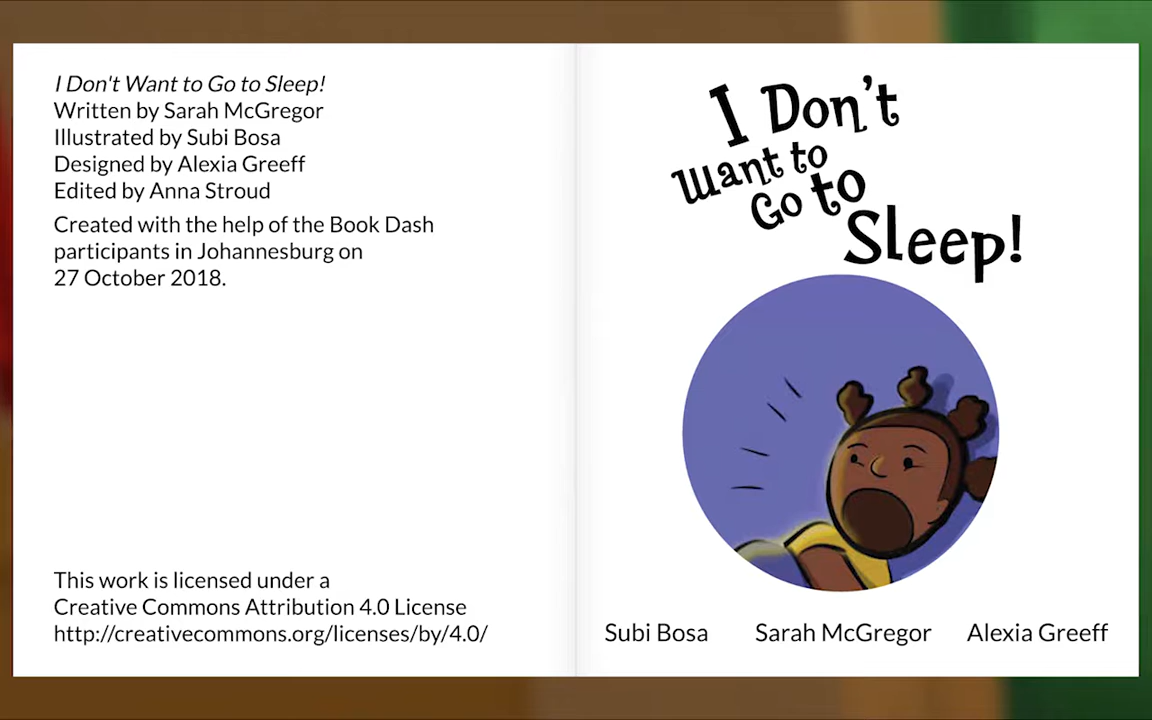 I Don't Want to Go to Sleep!
Written by Sarah McGregor
Illustrated by Subi Bosa
Designed by Alexia Greeff
Edited by Anna Stroud
Created with the help of the Book Dash
participants in Johannesburg on
27 October 2018.
This work is licensed under a
Creative Commons Attribution 4.0 License
http://creativecommons.org/licenses/by/4.0/
I Don't
Want to
Go to
Sleep!
Subi Bosa Sarah McGregor Alexia Greeff